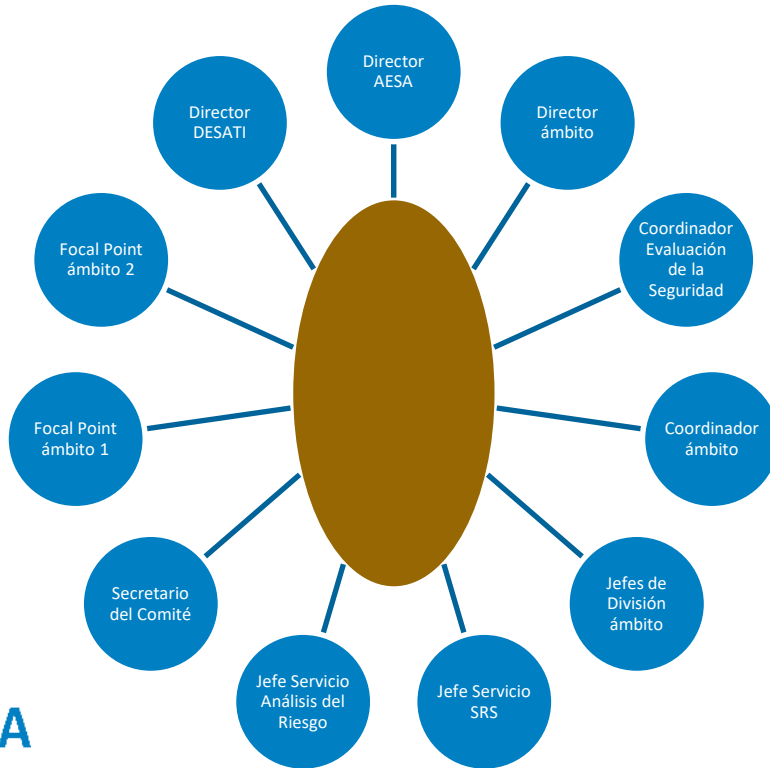 Director
AESA
Director
ámbito
Coordinador
Evaluación
de la
Seguridad
Coordinador
ámbito
Jefes de
División
ámbito
Jefe Servicio
SRS
Jefe Servicio
Análisis del
Riesgo
Secretario
del Comité
Focal Point
ámbito 1
Focal Point
ámbito 2
Director
DESATI
A